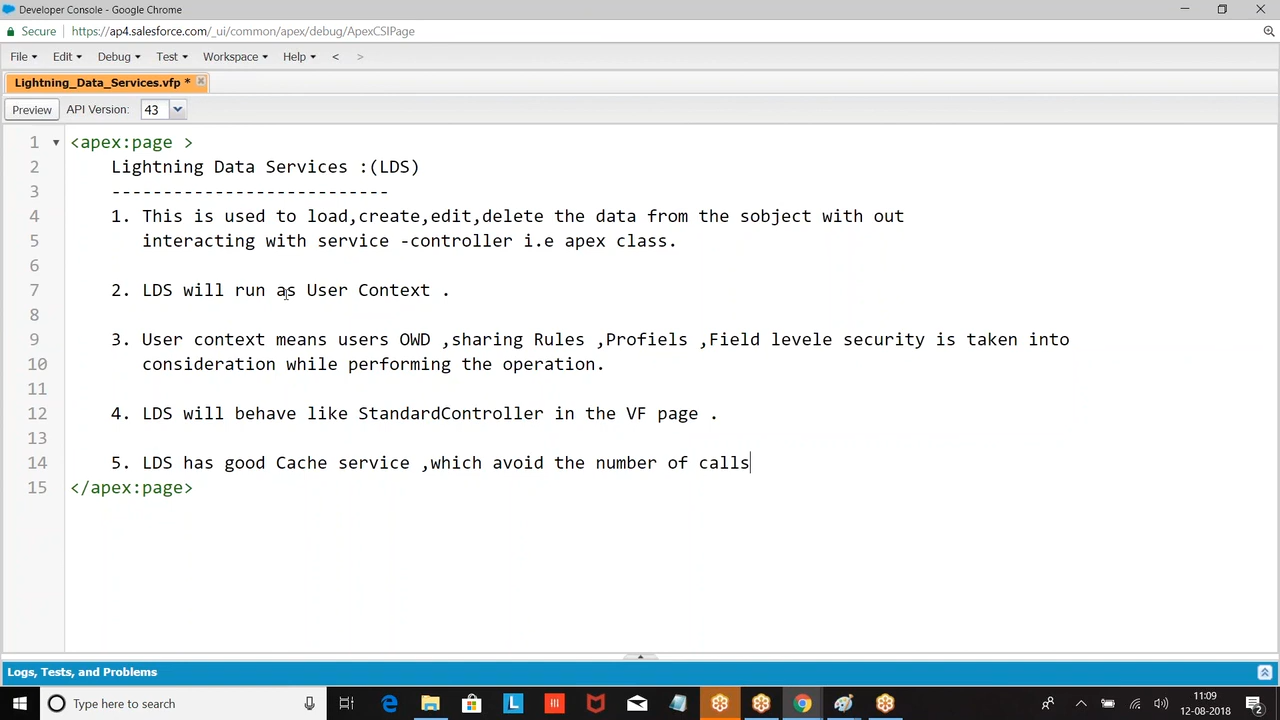 Developer Console - Google Chrome
Secure https://ap4.salesforce.com/_ui/common/apex/debug/ApexCSIPage
File Edit Debug Test Workspace Help < >
Lightning_Data_Services.vfp *
Preview API Version: 43
1 <apex:page >
2 Lightning Data Services :(LDS)
3 ---------------------------
4 1. This is used to load,create,edit,delete the data from the sobject with out
5 interacting with service -controller i.e apex class.
6
7 2. LDS will run as User Context .
8
9 3. User context means users OWD ,sharing Rules ,Profiels ,Field levele security is taken into
10 consideration while performing the operation.
11
12 4. LDS will behave like StandardController in the VF page .
13
14 5. LDS has good Cache service ,which avoid the number of calls
15 </apex:page>
Logs, Tests, and Problems
Type here to search
L
11:09
12-08-2018
2